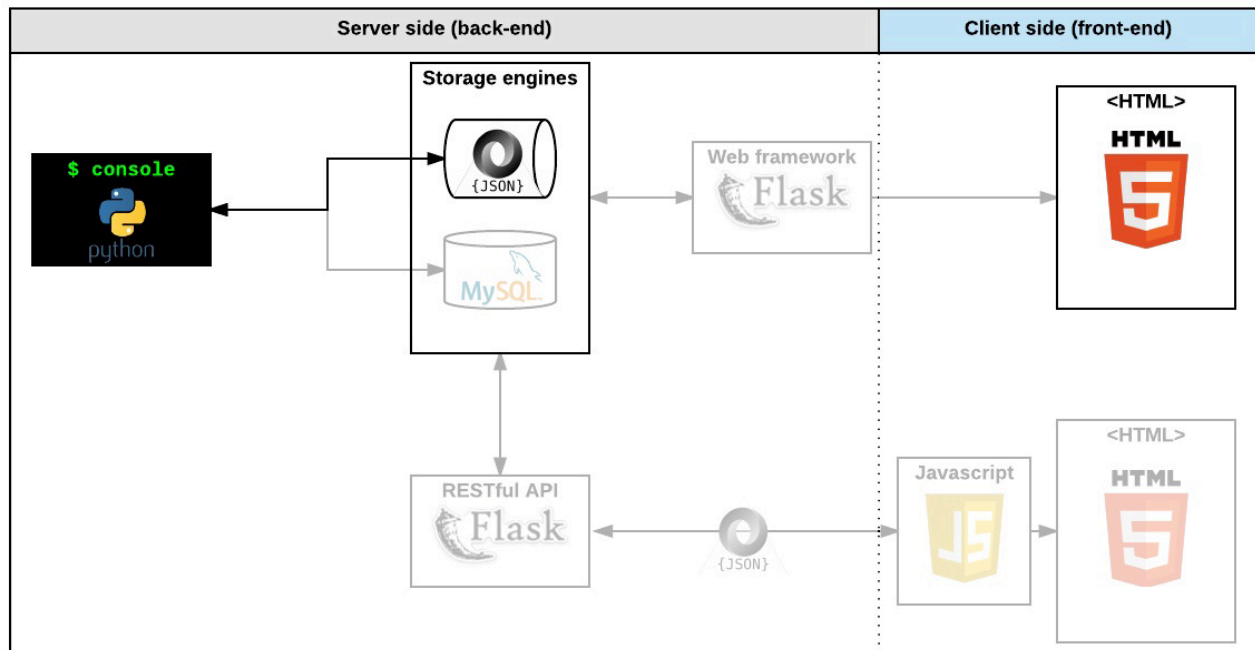 Server side (back-end)
Client side (front-end)
Storage engines
<HTML>
HTML
5
$ console
python
{JSON}
MySQL
Web framework
Flask
RESTful API
Flask
{JSON}
Javascript
JS
<HTML>
HTML
5